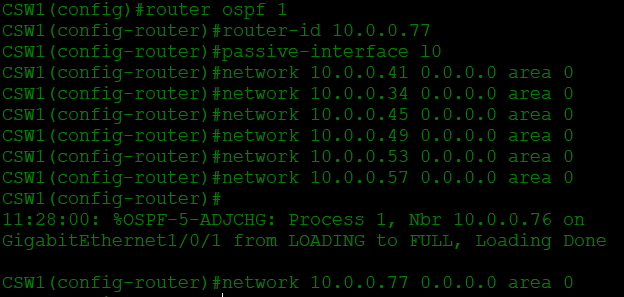 CSW1(config)#router ospf 1
CSW1(config-router)#router-id 10.0.0.77
CSW1(config-router)#passive-interface l0
CSW1(config-router)#network 10.0.0.41 0.0.0.0 area 0
CSW1(config-router)#network 10.0.0.34 0.0.0.0 area 0
CSW1(config-router)#network 10.0.0.45 0.0.0.0 area 0
CSW1(config-router)#network 10.0.0.49 0.0.0.0 area 0
CSW1(config-router)#network 10.0.0.53 0.0.0.0 area 0
CSW1(config-router)#network 10.0.0.57 0.0.0.0 area 0
CSW1(config-router)#
11:28:00: %OSPF-5-ADJCHG: Process 1, Nbr 10.0.0.76 on
GigabitEthernet1/0/1 from LOADING to FULL, Loading Done
CSW1(config-router)#network 10.0.0.77 0.0.0.0 area 0